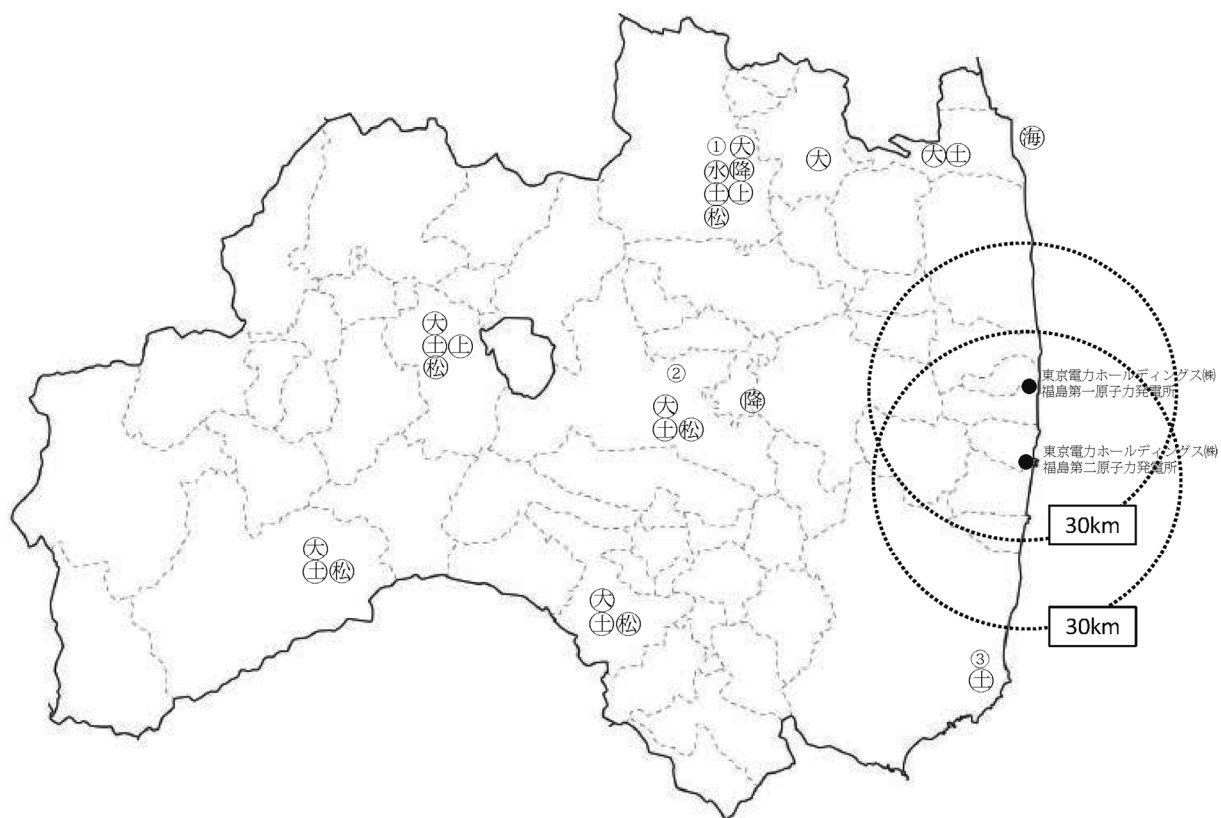 海
①大
水降
土上
松
大
大土
大
土上
松
②
大
土松
降
東京電力ホールディングス㈱
福島第一原子力発電所
東京電力ホールディングス㈱
福島第二原子力発電所
30km
大
土松
大
土松
30km
③
土